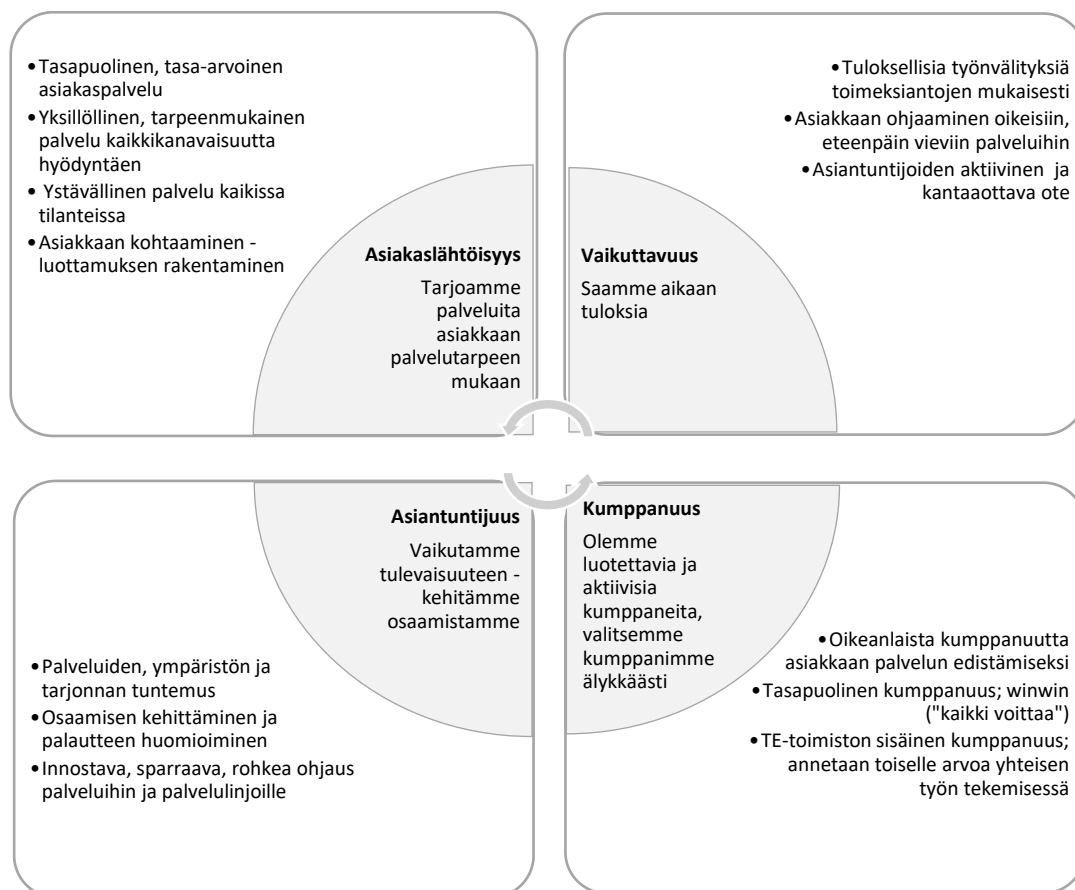 •Tasapuolinen, tasa-arvoinen
asiakaspalvelu
•Yksillöllinen, tarpeenmukainen
palvelu kaikkikanavaisuutta
hyödyntäen
• Ystävällinen palvelu kaikissa
tilanteissa
•Asiakkaan kohtaaminen -
luottamuksen rakentaminen
Asiakaslähtöisyys
Tarjoamme
palveluita
asiakkaan
palvelutarpeen
mukaan
•Tuloksellisia työnvälityksiä
toimeksiantojen mukaisesti
•Asiakkaan ohjaaminen oikeisiin,
eteenpäin vieviin palveluihin
•Asiantuntijoiden aktiivinen ja
kantaaottava ote
Vaikuttavuus
Saamme aikaan
tuloksia
Asiantuntijuus
Vaikutamme
tulevaisuuteen -
kehitämme
osaamistamme
•Palveluiden, ympäristön ja
tarjonnan tuntemus
•Osaamisen kehittäminen ja
palautteen huomioiminen
•Innostava, sparraava, rohkea ohjaus
palveluihin ja palvelulinjoille
Kumppanuus
Olemme
luotettavia ja
aktiivisia
kumppaneita,
valitsemme
kumppanimme
älykkäästi
•Oikeanlaista kumppanuutta
asiakkaan palvelun edistämiseksi
•Tasapuolinen kumppanuus; winwin
("kaikki voittaa")
•TE-toimiston sisäinen kumppanuus;
annetaan toiselle arvoa yhteisen
työn tekemisessä